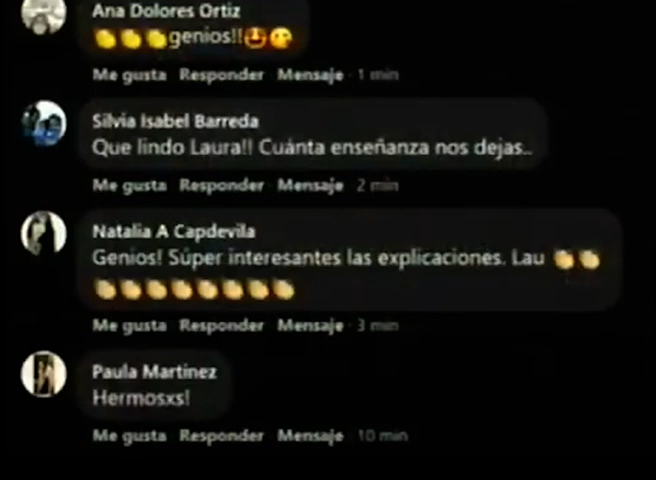 Ana Dolores Ortiz
👏👏👏genios!!🤩😘
Me gusta Responder Mensaje · 1 min
Silvia Isabel Barreda
Que lindo Laura!! Cuánta enseñanza nos dejas..
Me gusta Responder Mensaje 2 min
Natalia A Capdevila
Genios! Súper interesantes las explicaciones. Lau 👏👏
👏👏👏👏👏👏👏👏
Me gusta Responder Mensaje · 3 min
Paula Martinez
Hermosxs!
Me gusta Responder Mensaje 10 min